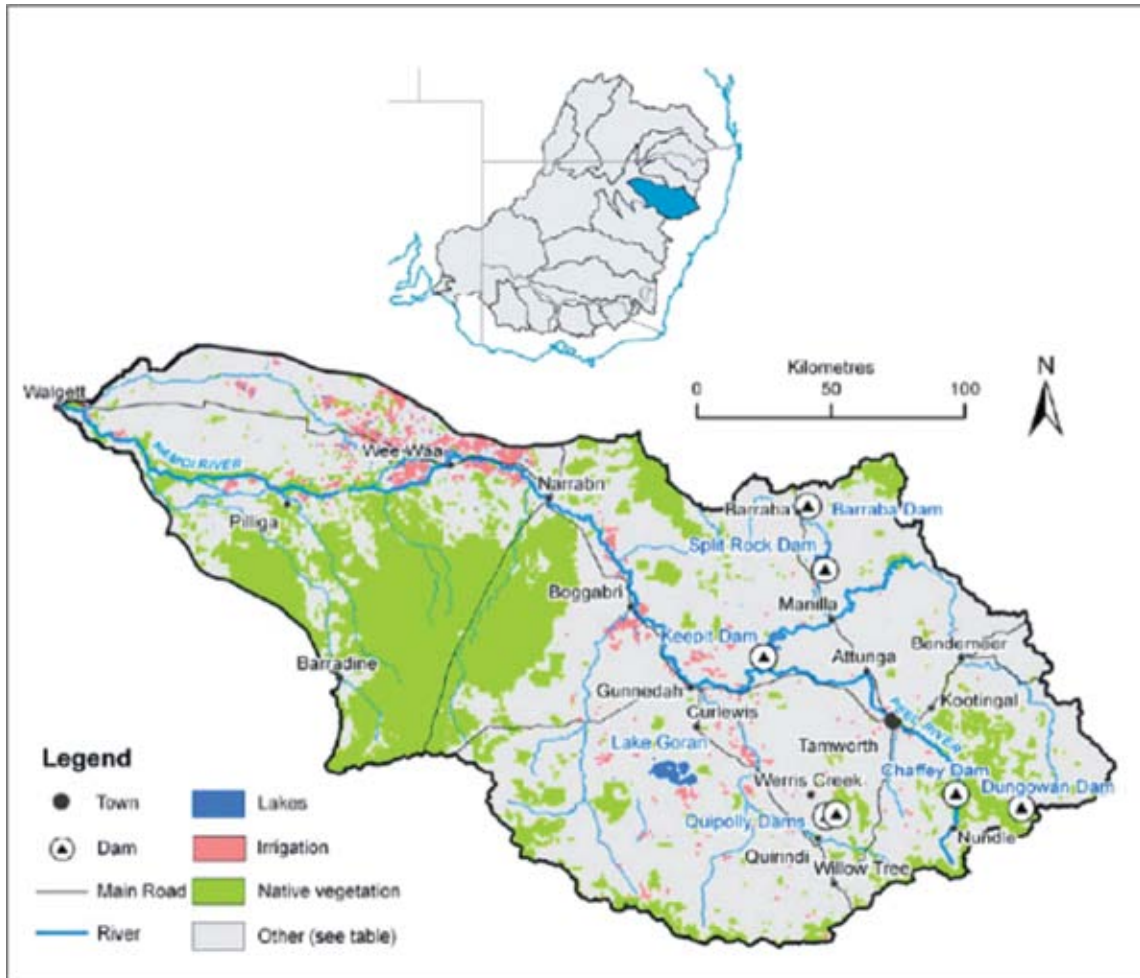 Kilometres
0 50 100
N
Walgett
NAMOI RIVER
Wee Waa
Narrabri
Pilliga
Barraba
Barraba Dam
Split Rock Dam
Boggabri
Manilla
Keepit Dam
Attunga
Bendemeer
Barradine
Gunnedah
Kootingal
Curlewis
PEEL RIVER
Lake Goran
Tamworth
Werris Creek
Chaffey Dam
Dungowan Dam
Quipolly Dams
Nundle
Quirindi
Willow Tree
Legend
Town
Lakes
Dam
Irrigation
Main Road
Native vegetation
River
Other (see table)